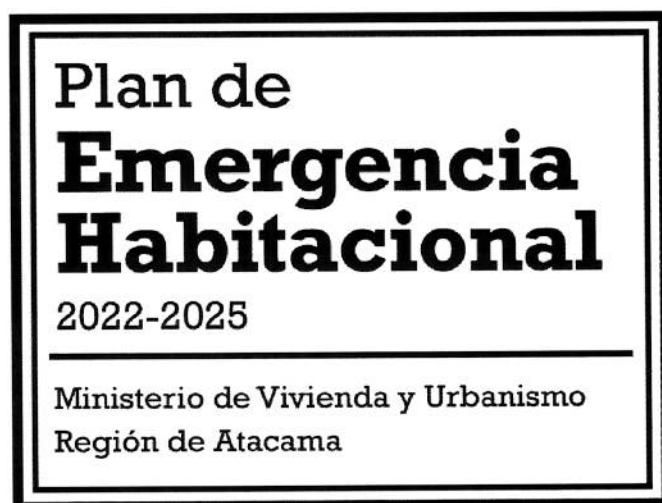 Plan de
Emergencia
Habitacional
2022-2025
Ministerio de Vivienda y Urbanismo
Región de Atacama